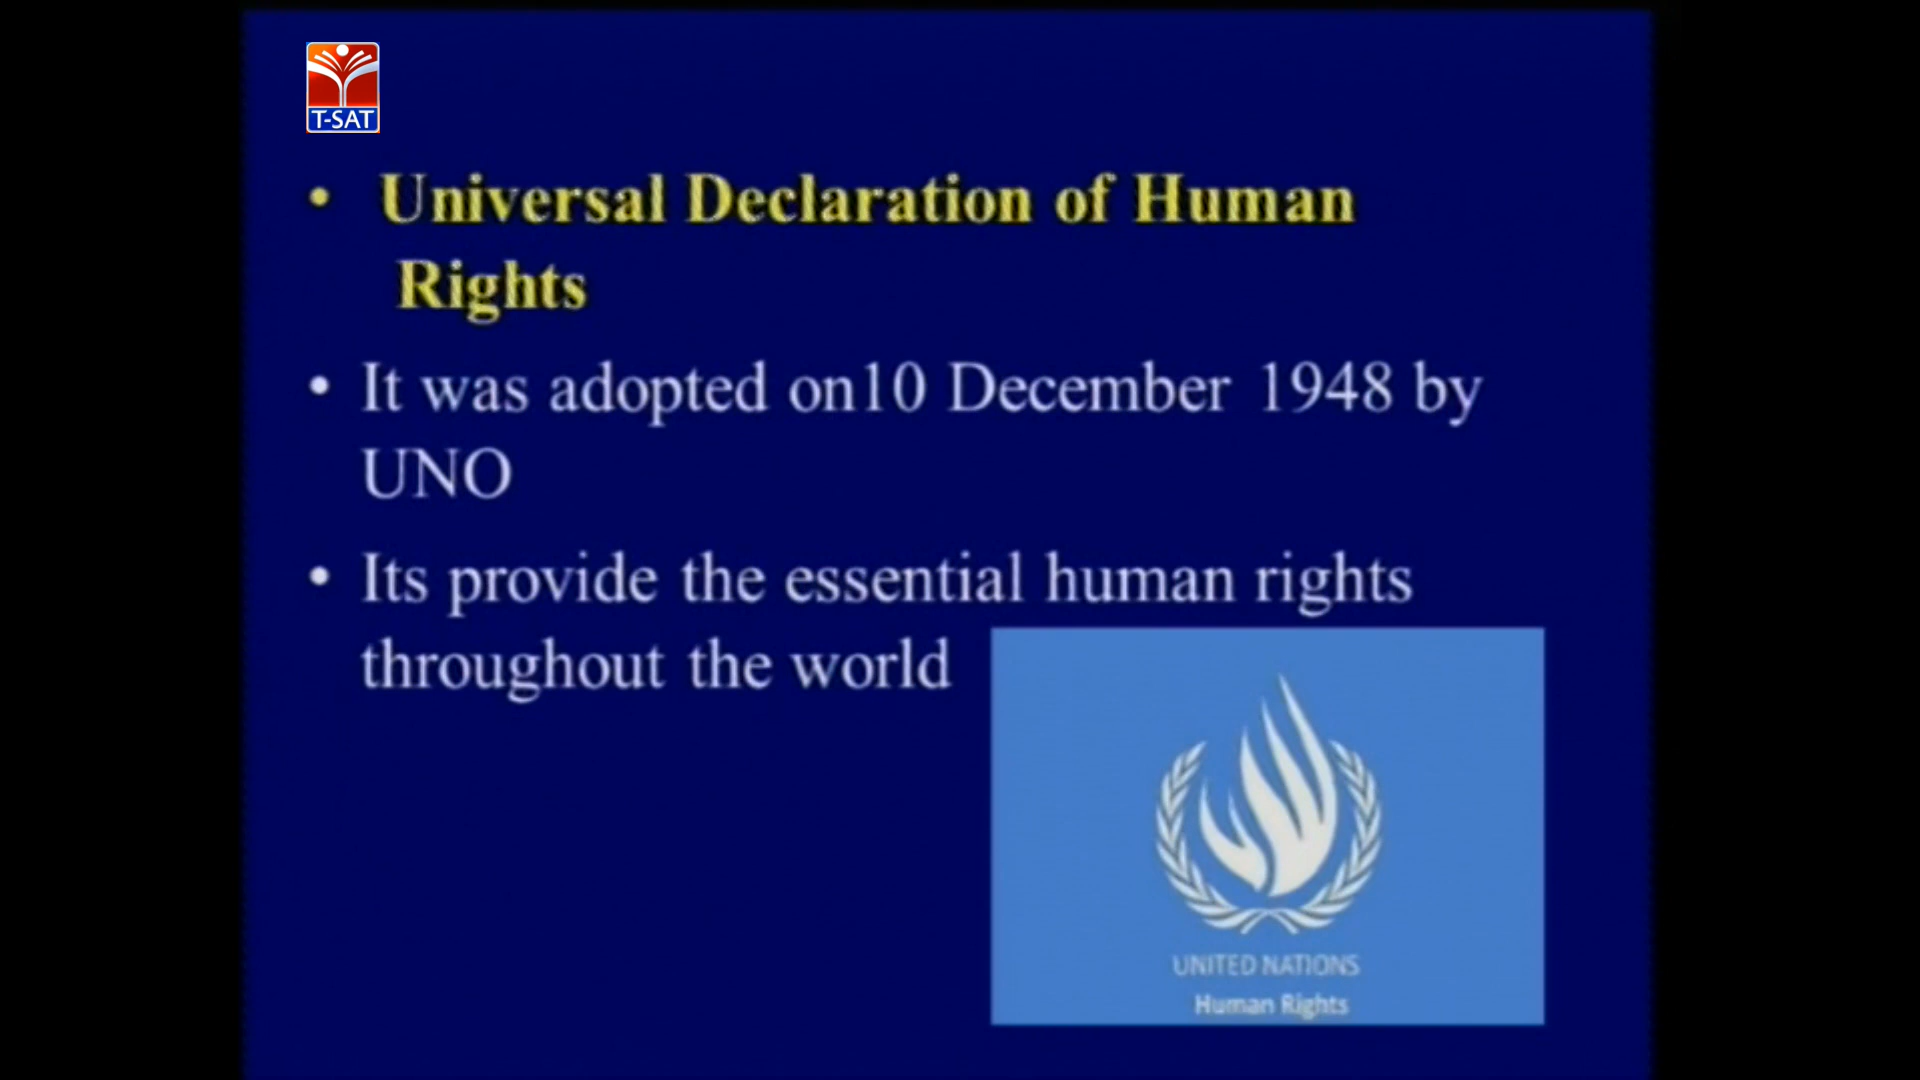 T-SAT
• Universal Declaration of Human
Rights
• It was adopted on10 December 1948 by
UNO
• Its provide the essential human rights
throughout the world
UNITED NATIONS
Human Rights